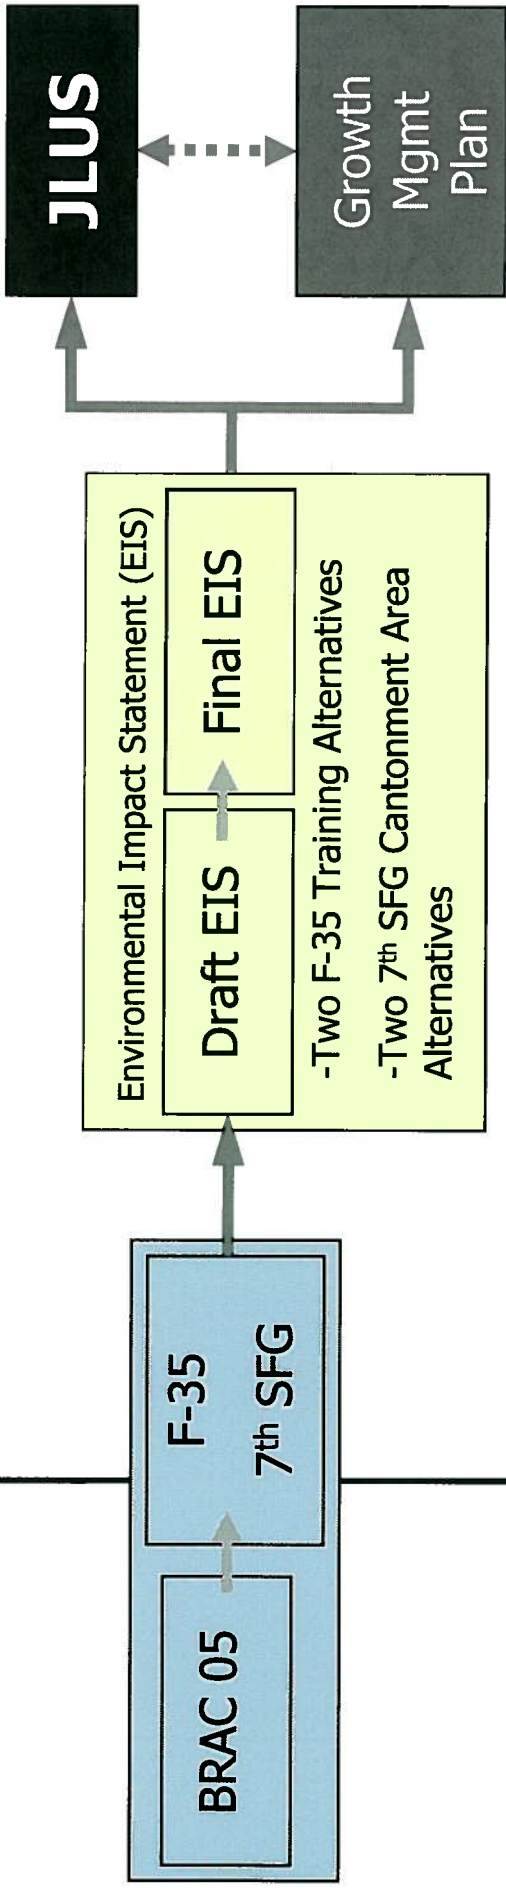 BRAC 05
F-35
7th SFG
Environmental Impact Statement (EIS)
Draft EIS
Final EIS
-Two F-35 Training Alternatives
-Two 7th SFG Cantonment Area
Alternatives
JLUS
Growth
Mgmt
Plan